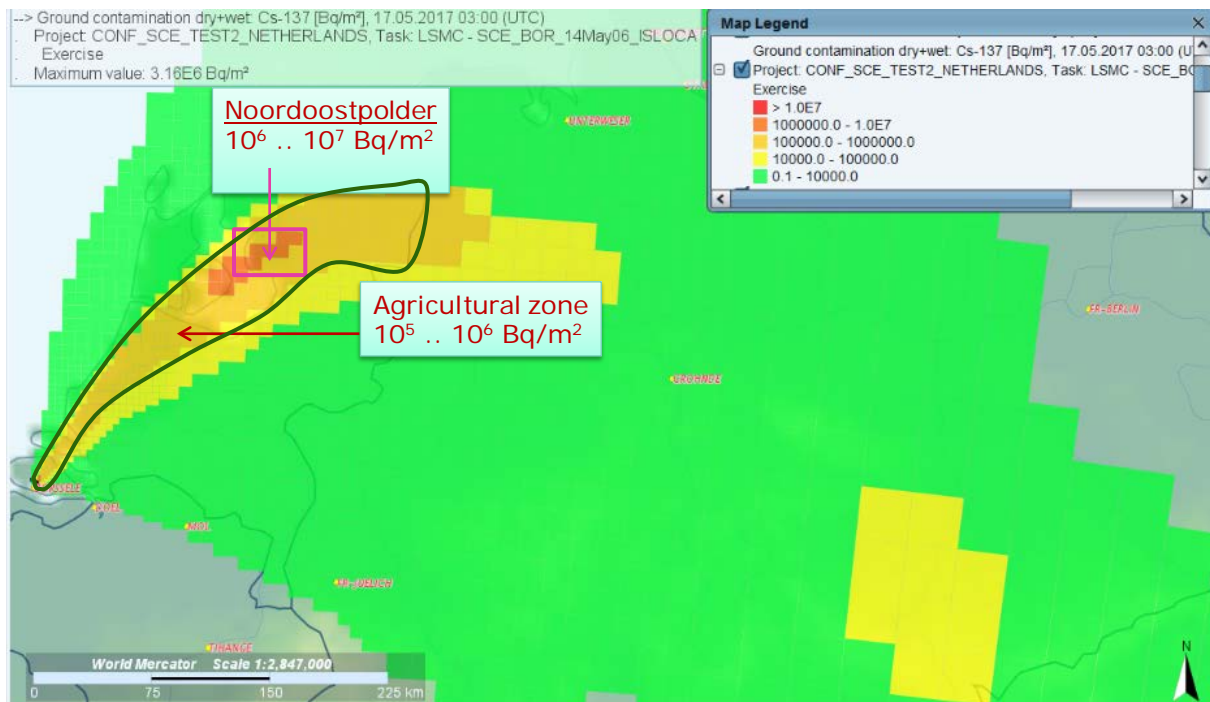 --> Ground contamination dry+wet: Cs-137 [Bq/m²], 17.05.2017 03:00 (UTC)
. Project: CONF_SCE_TEST2_NETHERLANDS, Task: LSMC - SCE_BOR_14May06_ISLOCA
. Exercise
. Maximum value: 3.16E6 Bq/m²
Map Legend
Ground contamination dry+wet: Cs-137 [Bq/m²], 17.05.2017 03:00 (U
Project: CONF_SCE_TEST2_NETHERLANDS, Task: LSMC - SCE_BO
Exercise
> 1.0E7
1000000.0 - 1.0E7
100000.0 - 1000000.0
10000.0 - 100000.0
0.1 - 10000.0
Noordoostpolder
10⁶ .. 10⁷ Bq/m²
UNTERWESER
Agricultural zone
10⁵ .. 10⁶ Bq/m²
FR-BERLIN
GROHNDE
DOEL
MOL
FR-JUELICH
TIHANGE
World Mercator Scale 1:2,847,000
0 75 150 225 km
N